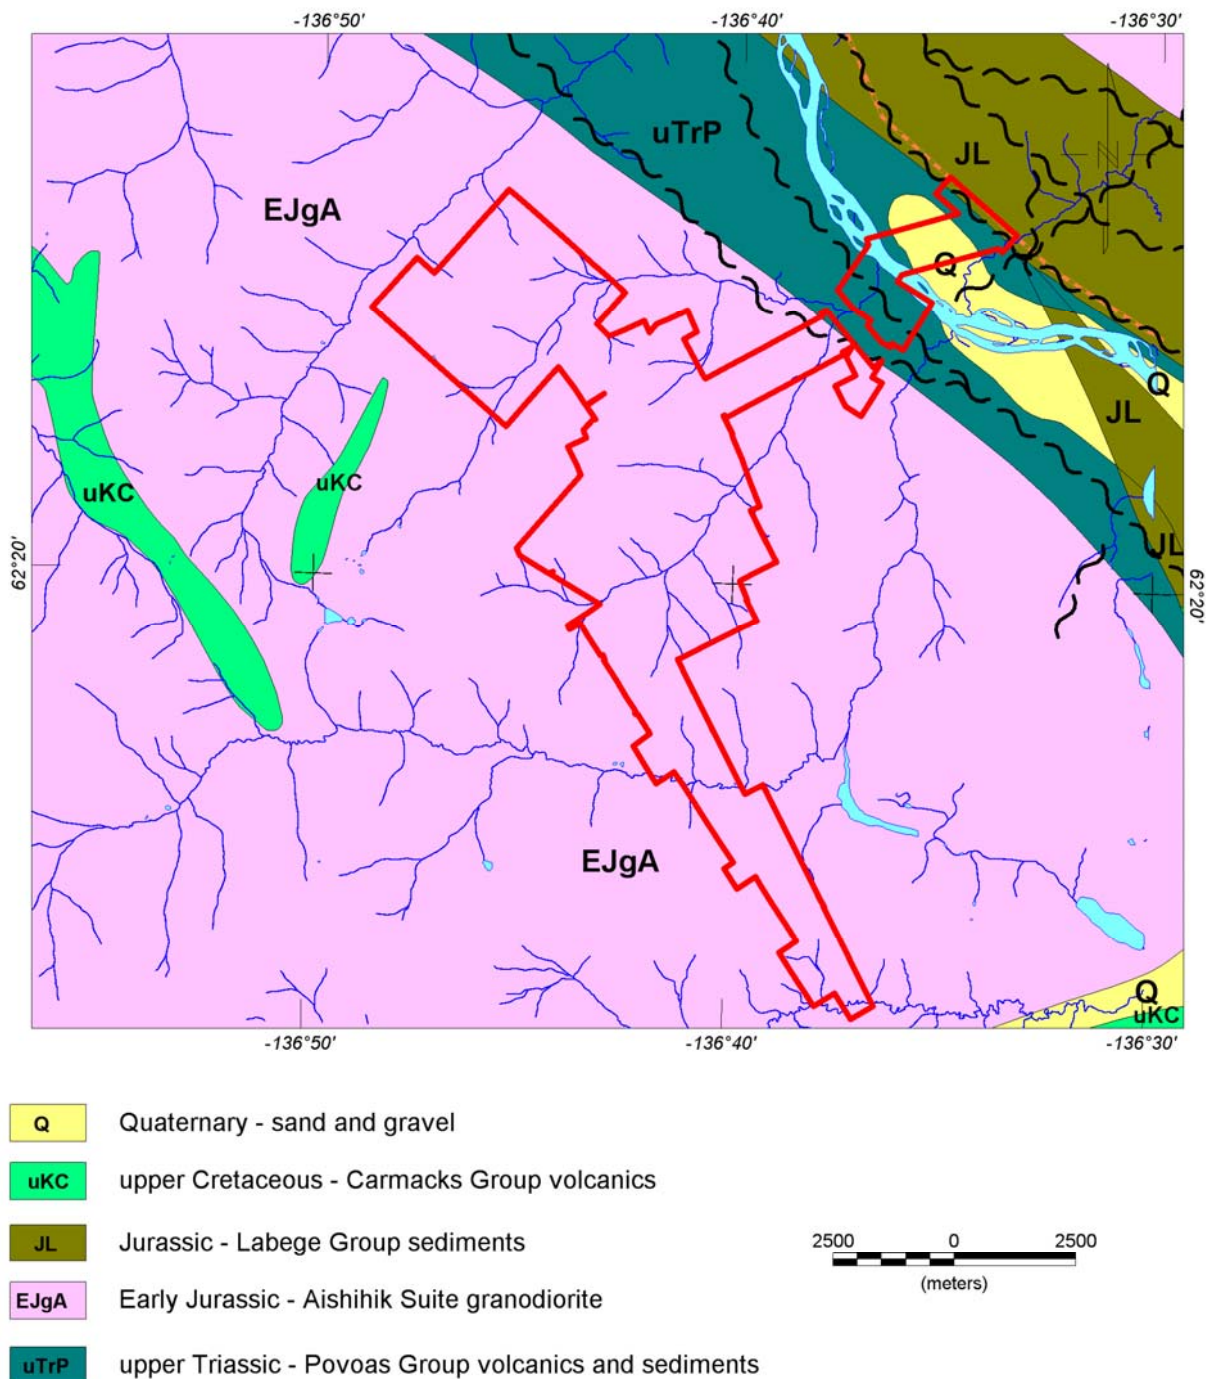 -136°50'
-136°40'
-136°30'
uTrP
JL
EJgA
Q
Q
JL
uKC
uKC
62°20'
JL
62°20'
EJgA
Q
uKC
-136°50'
-136°40'
-136°30'
Q Quaternary - sand and gravel
uKC upper Cretaceous - Carmacks Group volcanics
JL Jurassic - Labege Group sediments
2500 0 2500
(meters)
EJgA Early Jurassic - Aishihik Suite granodiorite
uTrP upper Triassic - Povoas Group volcanics and sediments